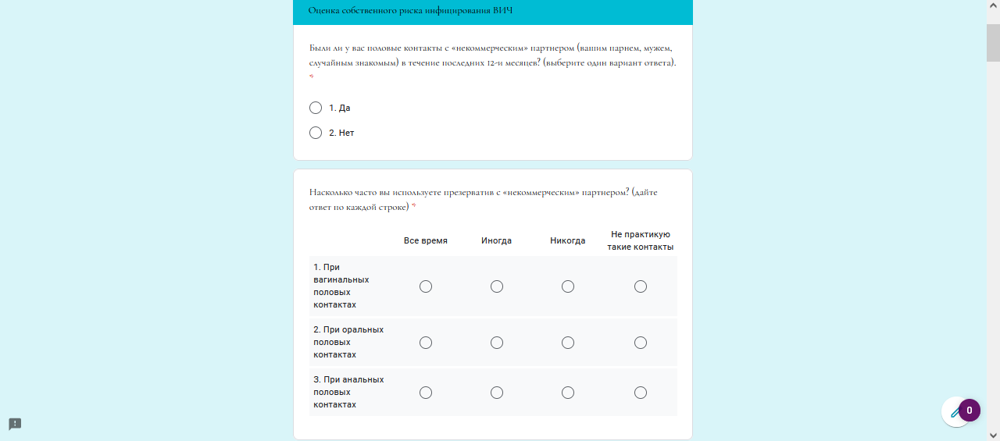 Оценка собственного риска инфицирования ВИЧ
Были ли у вас половые контакты с «некоммерческим» партнером (вашим парнем, мужем,
случайным знакомым) в течение последних 12-и месяцев? (выберите один вариант ответа).
*
1. Да
2. Нет
Насколько часто вы используете презерватив с «некоммерческим» партнером? (дайте
ответ по каждой строке) *
Все время
Иногда
Никогда
Не практикую
такие контакты
1. При
вагинальных
половых
контактах
2. При оральных
половых
контактах
3. При анальных
половых
контактах
0